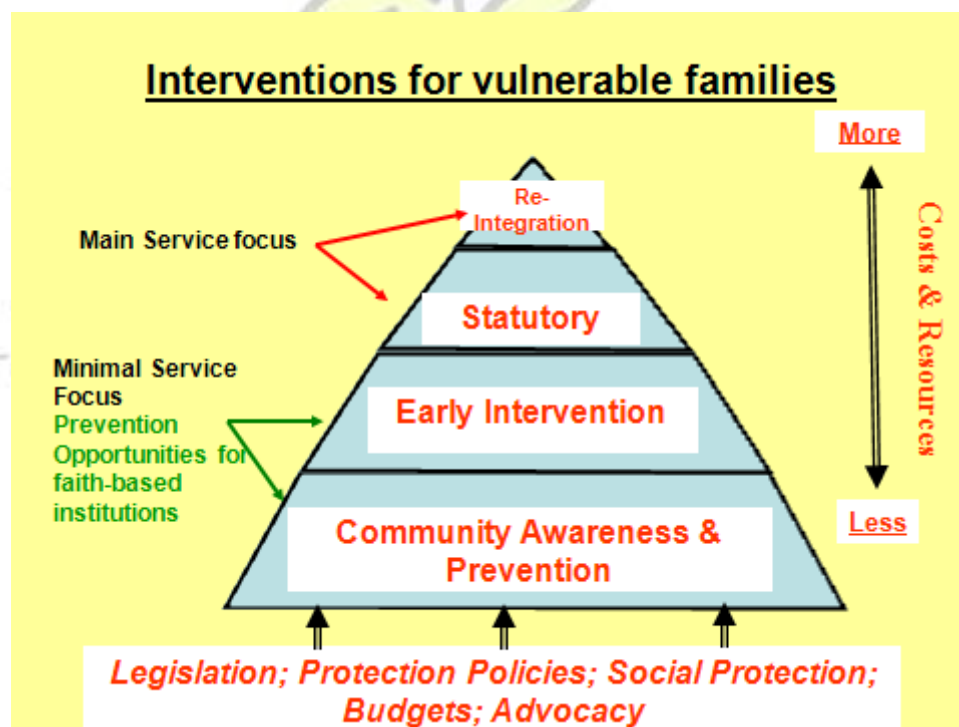 Interventions for vulnerable families
More
Re-
Integration
Main Service focus
Costs & Resources
Statutory
Minimal Service
Focus
Prevention
Opportunities for
faith-based
institutions
Early Intervention
Less
Community Awareness &
Prevention
Legislation; Protection Policies; Social Protection;
Budgets; Advocacy